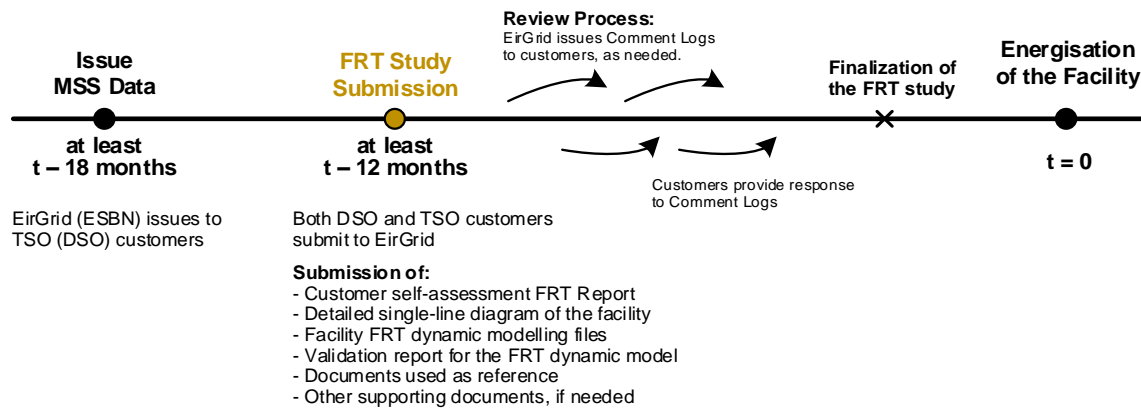 Issue
MSS Data
at least
t – 18 months
EirGrid (ESBN) issues to
TSO (DSO) customers
FRT Study
Submission
at least
t – 12 months
Both DSO and TSO customers
submit to EirGrid
Submission of:
- Customer self-assessment FRT Report
- Detailed single-line diagram of the facility
- Facility FRT dynamic modelling files
- Validation report for the FRT dynamic model
- Documents used as reference
- Other supporting documents, if needed
Review Process:
EirGrid issues Comment Logs
to customers, as needed.
Customers provide response
to Comment Logs
Finalization of
the FRT study
Energisation
of the Facility
t = 0